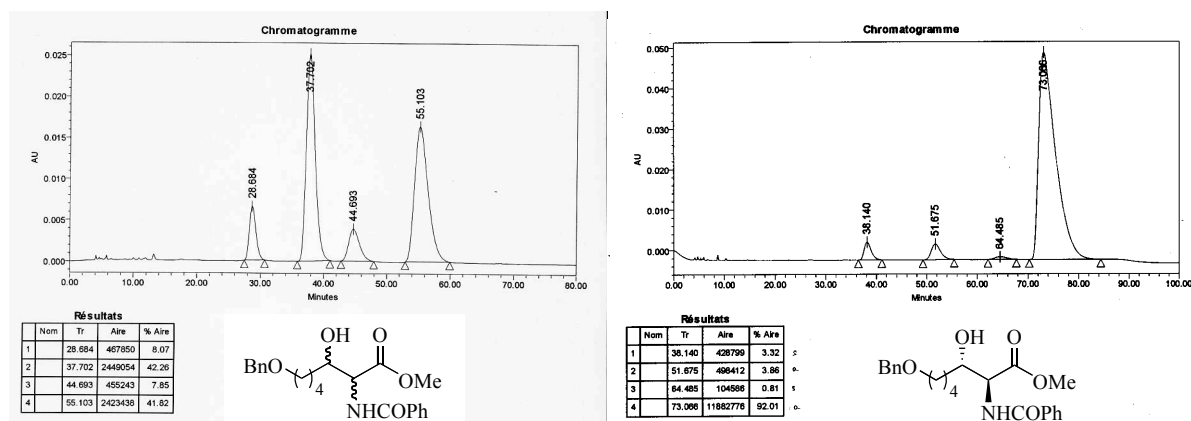 Chromatogramme
0.025
0.020
0.015
0.010
0.005
0.000
AU
28.684
37.702
44.693
55.103
0.00 10.00 20.00 30.00 40.00 50.00 60.00 70.00 80.00
Minutes
Résultats
Nom Tr Aire % Aire
1 28.684 467850 8.07
2 37.702 2449054 42.26
3 44.693 455243 7.85
4 55.103 2423438 41.82
OH O
BnO
OMe
4
NHCOPh
Chromatogramme
0.050
0.040
0.030
0.020
0.010
0.000
AU
38.140
51.675
64.485
73.066
0.00 10.00 20.00 30.00 40.00 50.00 60.00 70.00 80.00 90.00 100.00
Minutes
Résultats
Nom Tr Aire % Aire
1 38.140 428799 3.32
2 51.675 498412 3.86
3 64.485 104586 0.81
4 73.066 11882776 92.01
OH O
BnO
OMe
4
NHCOPh